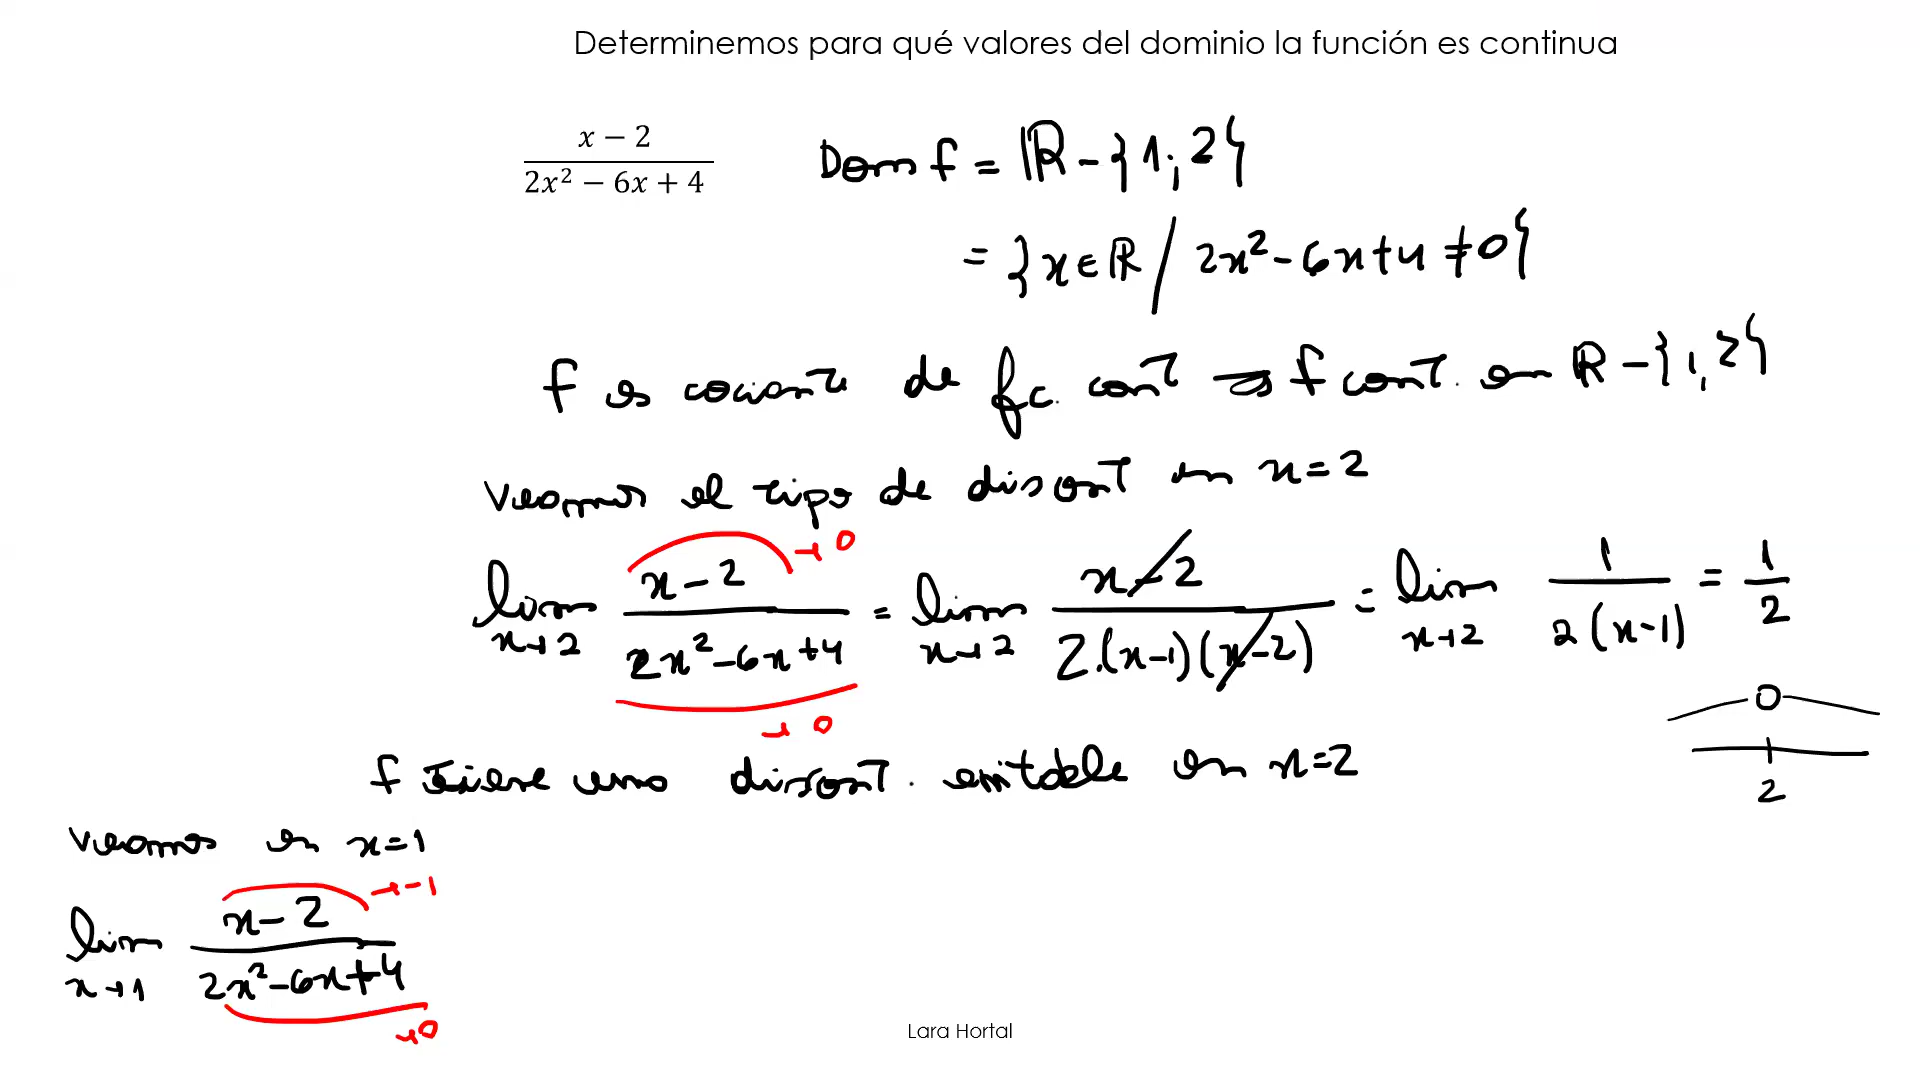 Determinemos para qué valores del dominio la función es continua
x − 2 / 2x² − 6x + 4
Dom f = ℝ - {1; 2}
= {x ∈ ℝ / 2x² - 6x + 4 ≠ 0}
f es cociente de fc. cont → f cont. en ℝ - {1, 2}
Veamos el tipo de discont en x = 2
lim x→2 x - 2 / 2x² - 6x + 4 = lim x→2 x - 2 / 2.(x-1)(x-2) = lim x→2 1 / 2(x-1) = 1/2
→ 0
→ 0
2
f tiene una discont. evitable en x = 2
Veamos en x = 1
lim x→1 x - 2 / 2x² - 6x + 4
→ -1
→ 0
Lara Hortal